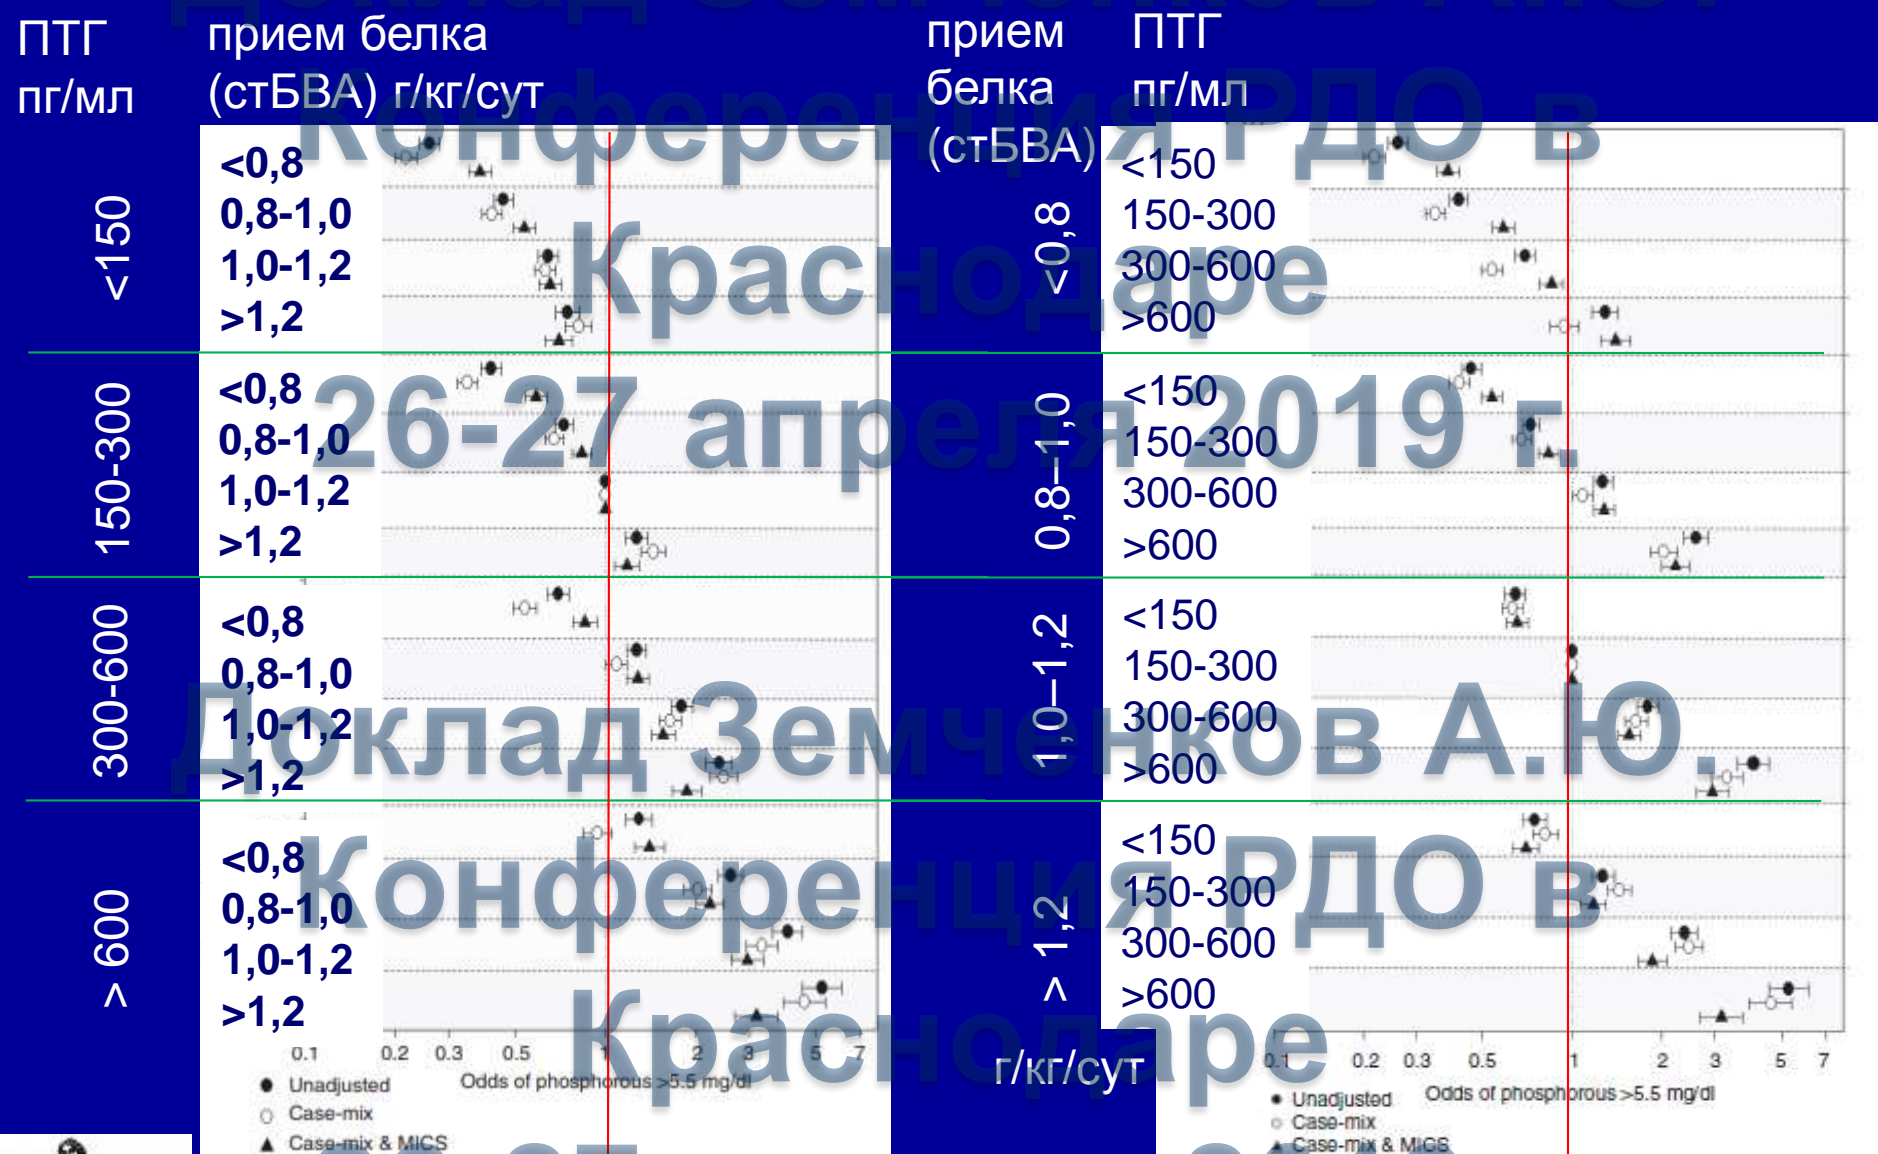 ПТГ
пг/мл
прием белка
(стБВА) г/кг/сут
<150
<0,8
0,8-1,0
1,0-1,2
>1,2
150-300
<0,8
0,8-1,0
1,0-1,2
>1,2
300-600
<0,8
0,8-1,0
1,0-1,2
>1,2
> 600
<0,8
0,8-1,0
1,0-1,2
>1,2
0.1 0.2 0.3 0.5 1 2 3 5 7
Odds of phosphorous >5.5 mg/dl
Unadjusted
Case-mix
Case-mix & MICS
прием
белка
(стБВА)
ПТГ
пг/мл
<0,8
<150
150-300
300-600
>600
0,8–1,0
<150
150-300
300-600
>600
1,0–1,2
<150
150-300
300-600
>600
> 1,2
<150
150-300
300-600
>600
г/кг/сут
0.1 0.2 0.3 0.5 1 2 3 5 7
Odds of phosphorous >5.5 mg/dl
Unadjusted
Case-mix
Case-mix & MICS
Доклад Земченков А.Ю.
Конференция РДО в
Краснодаре
26-27 апреля 2019 г.
Доклад Земченков А.Ю.
Конференция РДО в
Краснодаре